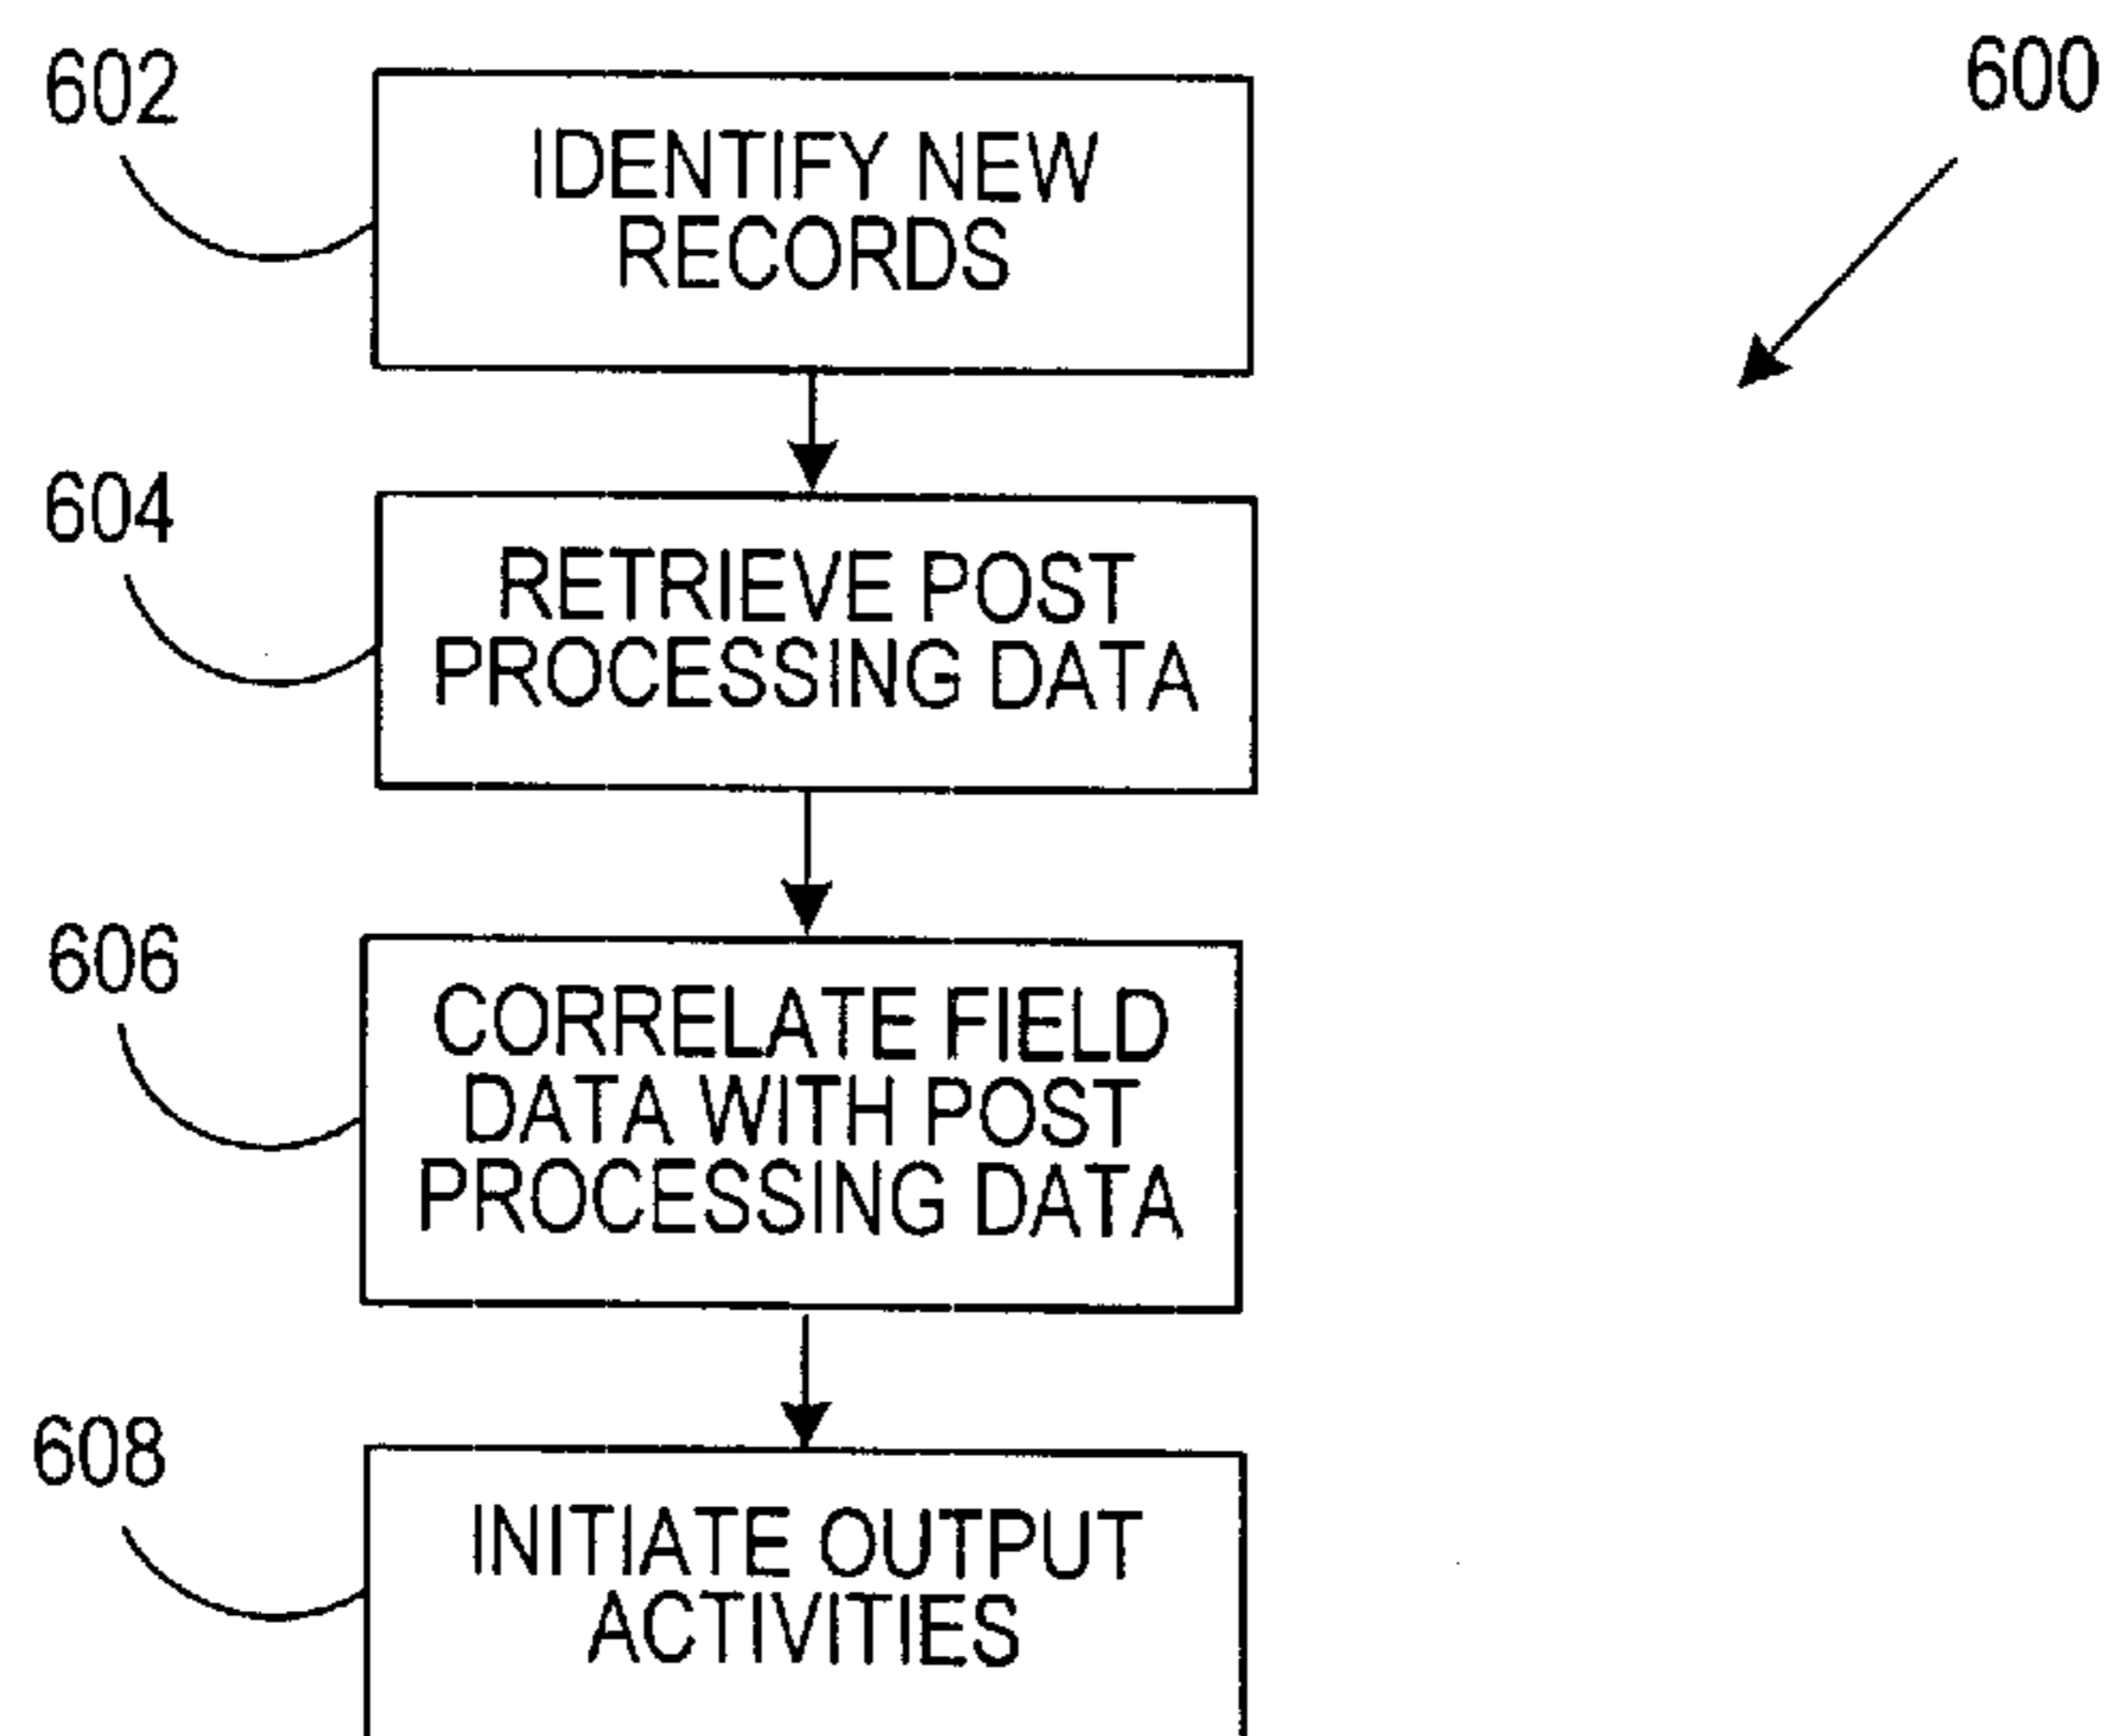 602
600
IDENTIFY NEW
RECORDS
604
RETRIEVE POST
PROCESSING DATA
606
CORRELATE FIELD
DATA WITH POST
PROCESSING DATA
608
INITIATE OUTPUT
ACTIVITIES